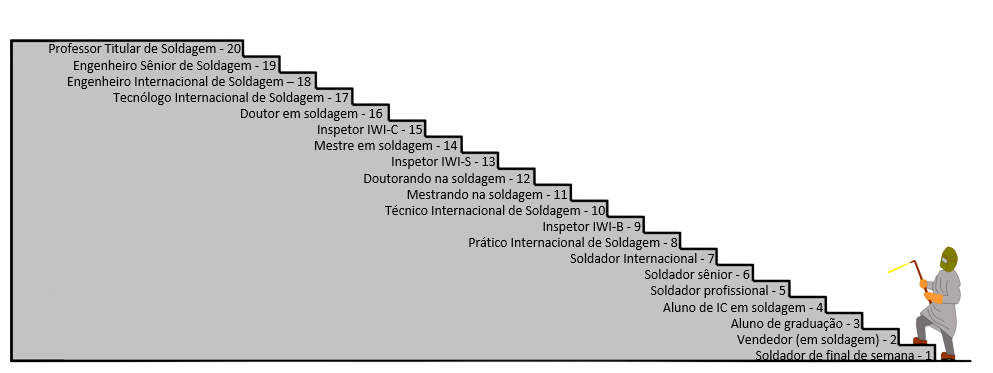 Professor Titular de Soldagem - 20
Engenheiro Sênior de Soldagem - 19
Engenheiro Internacional de Soldagem – 18
Tecnólogo Internacional de Soldagem - 17
Doutor em soldagem - 16
Inspetor IWI-C - 15
Mestre em soldagem - 14
Inspetor IWI-S - 13
Doutorando na soldagem - 12
Mestrando na soldagem - 11
Técnico Internacional de Soldagem - 10
Inspetor IWI-B - 9
Prático Internacional de Soldagem - 8
Soldador Internacional - 7
Soldador sênior - 6
Soldador profissional - 5
Aluno de IC em soldagem - 4
Aluno de graduação - 3
Vendedor (em soldagem) - 2
Soldador de final de semana - 1